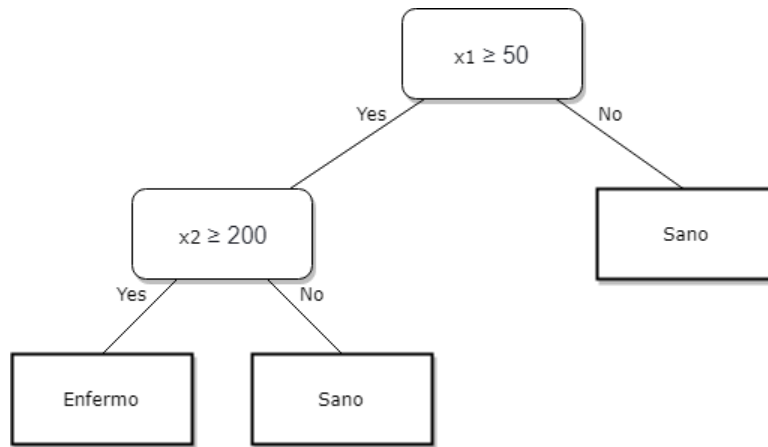 x1 ≥ 50
Yes
No
x2 ≥ 200
Sano
Yes
No
Enfermo
Sano